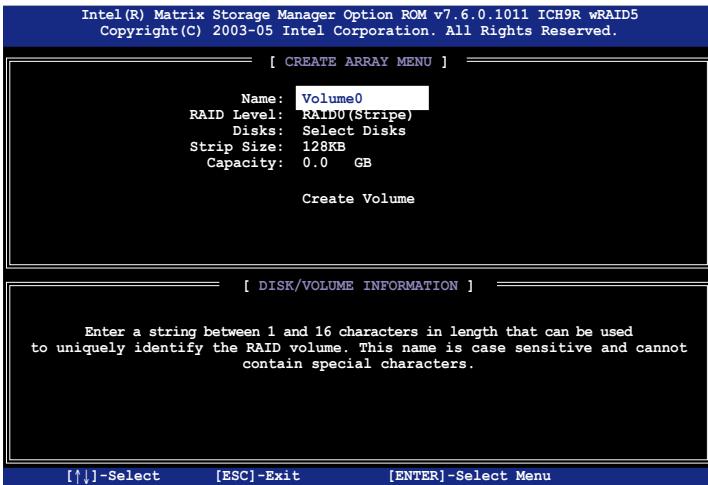 Intel(R) Matrix Storage Manager Option ROM v7.6.0.1011 ICH9R wRAID5
Copyright(C) 2003-05 Intel Corporation. All Rights Reserved.
[ CREATE ARRAY MENU ]
Name: Volume0
RAID Level: RAID0(Stripe)
Disks: Select Disks
Strip Size: 128KB
Capacity: 0.0 GB
Create Volume
[ DISK/VOLUME INFORMATION ]
Enter a string between 1 and 16 characters in length that can be used
to uniquely identify the RAID volume. This name is case sensitive and cannot
contain special characters.
[↑↓]-Select [ESC]-Exit [ENTER]-Select Menu